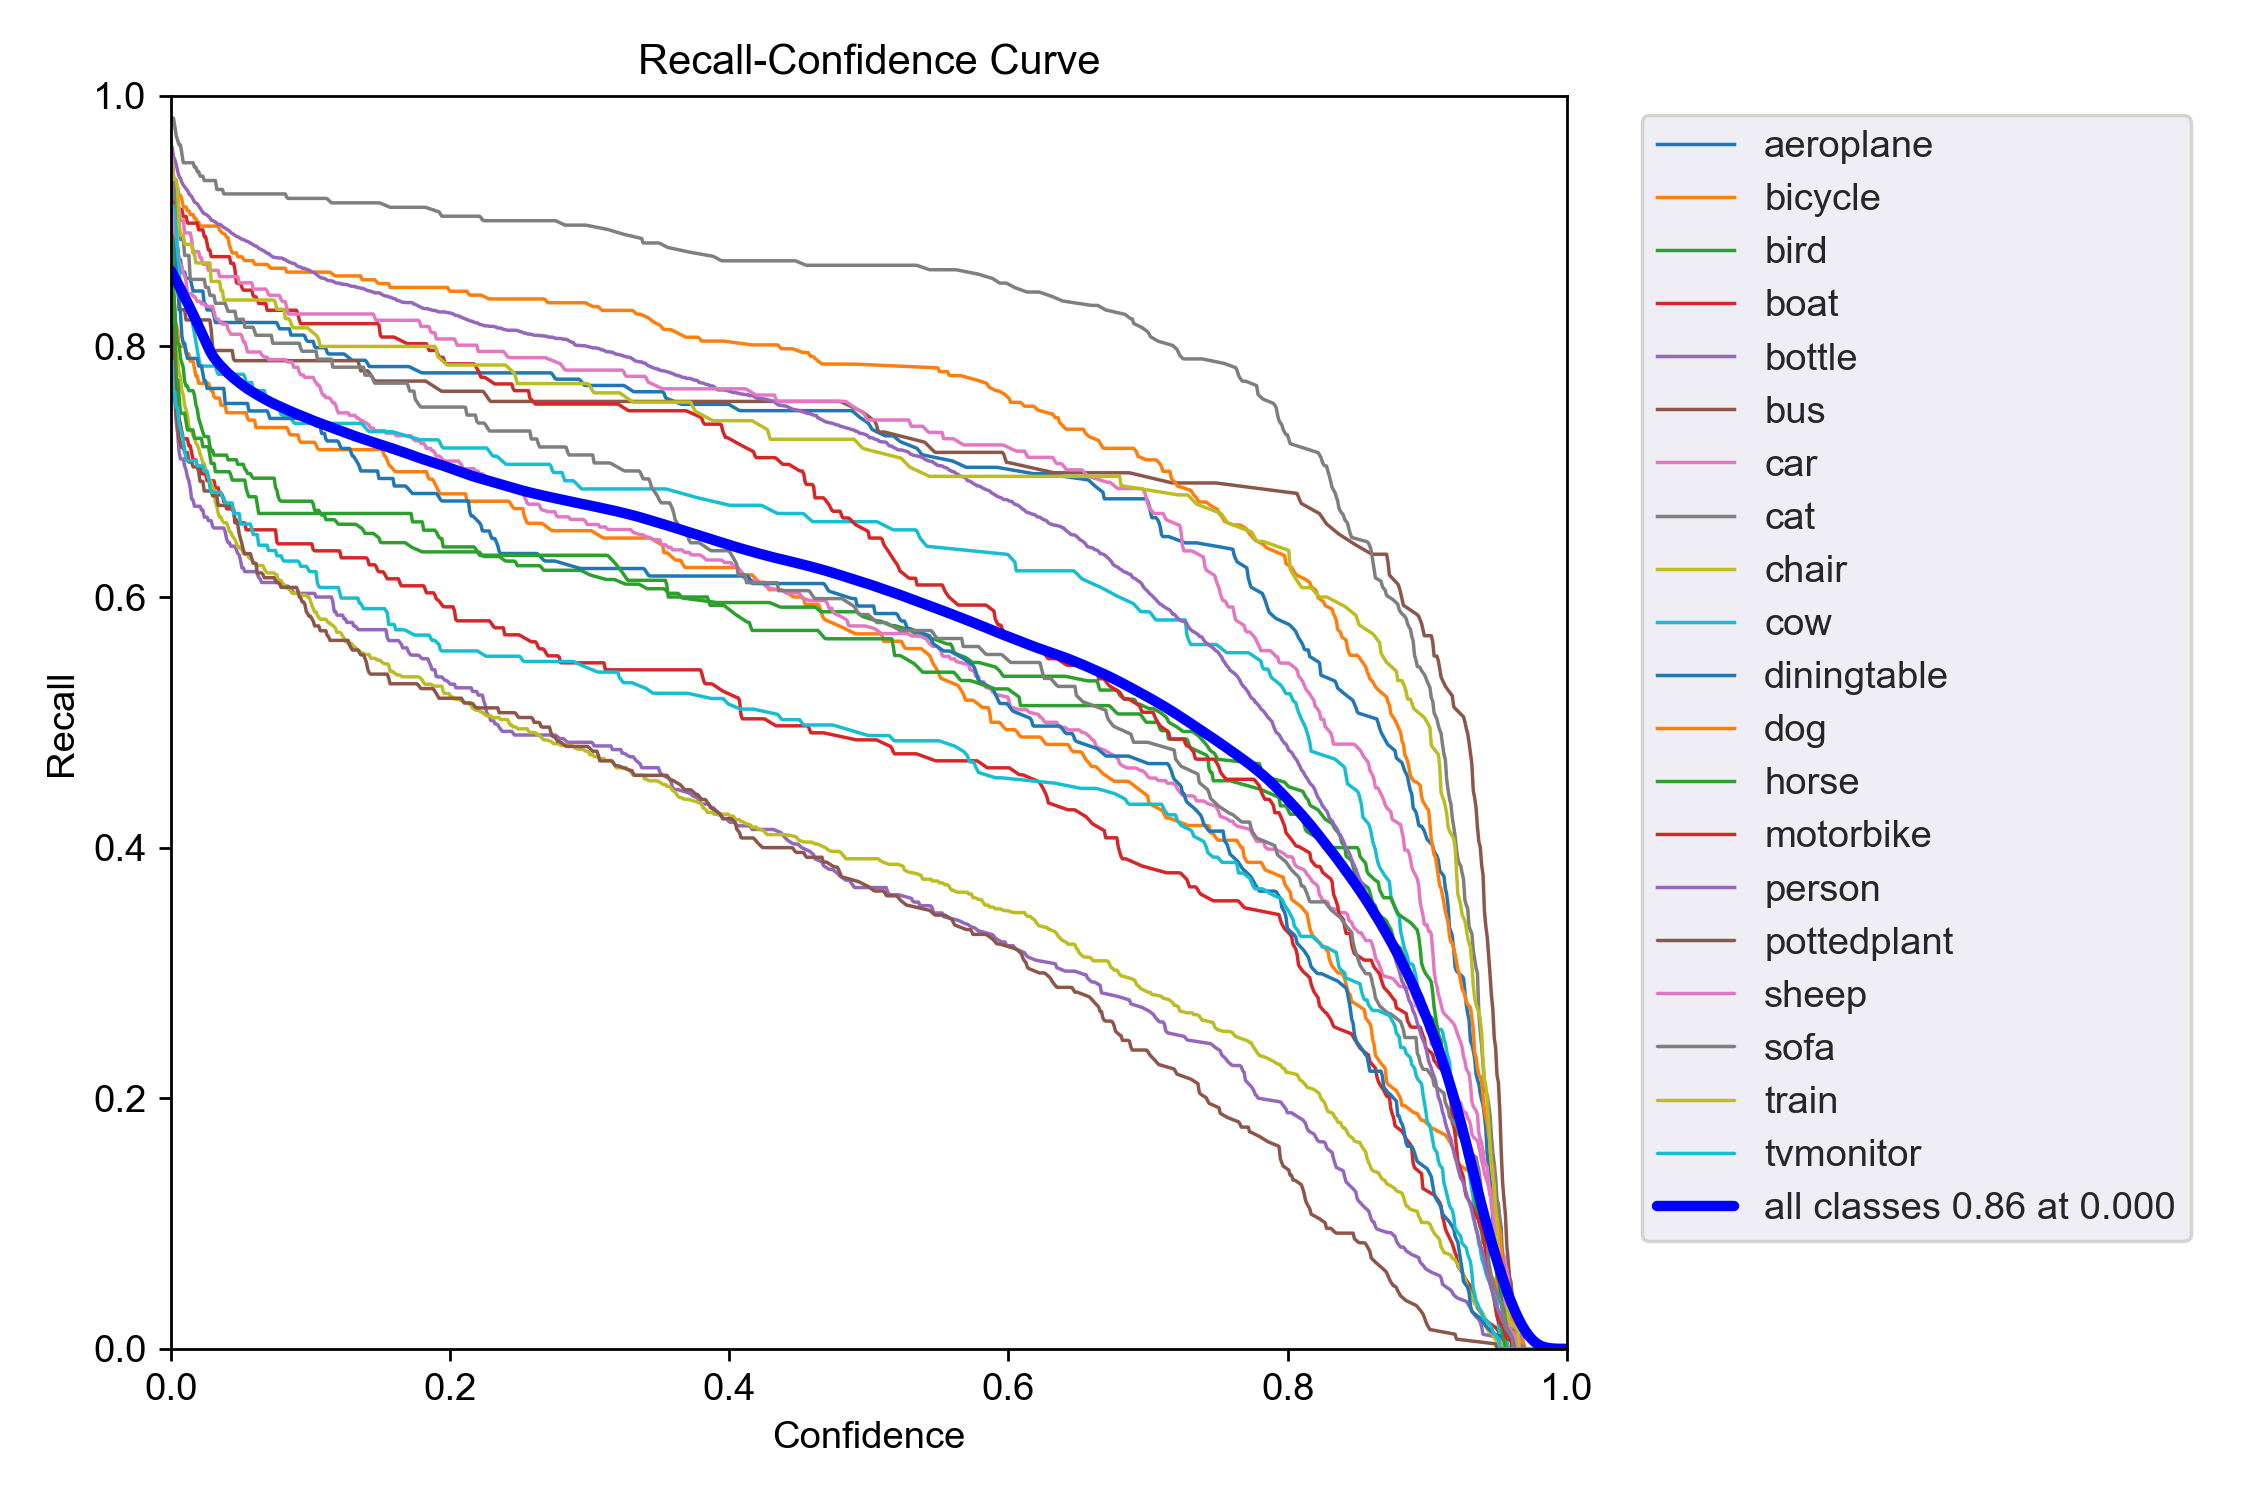 Recall-Confidence Curve
1.0
0.8
0.6
0.4
0.2
0.0
Recall
0.0 0.2 0.4 0.6 0.8 1.0
Confidence
aeroplane
bicycle
bird
boat
bottle
bus
car
cat
chair
cow
diningtable
dog
horse
motorbike
person
pottedplant
sheep
sofa
train
tvmonitor
all classes 0.86 at 0.000